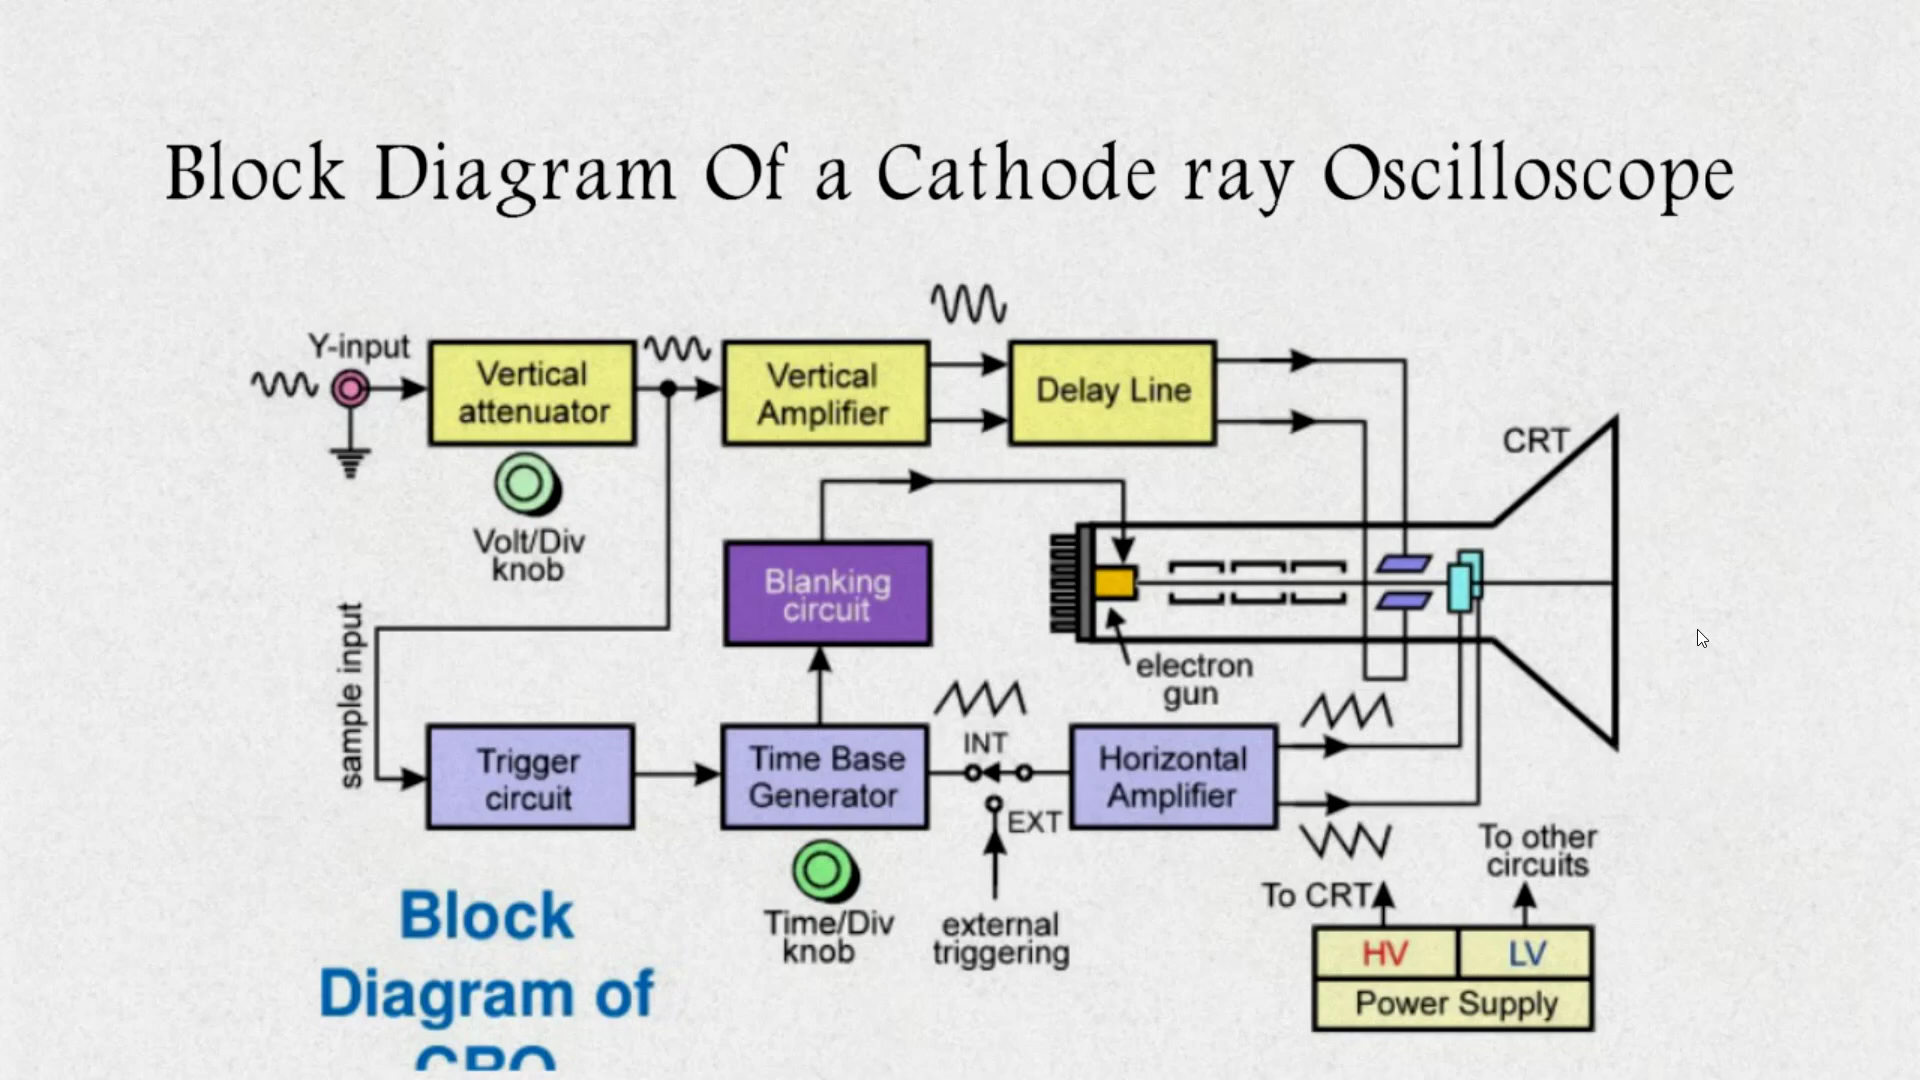 Block Diagram Of a Cathode ray Oscilloscope
Y-input
Vertical
attenuator
Vertical
Amplifier
Delay Line
CRT
Volt/Div
knob
Blanking
circuit
electron
gun
sample input
Trigger
circuit
Time Base
Generator
INT
EXT
Horizontal
Amplifier
Time/Div
knob
external
triggering
To other
circuits
To CRT
HV
LV
Power Supply
Block
Diagram of
CRO